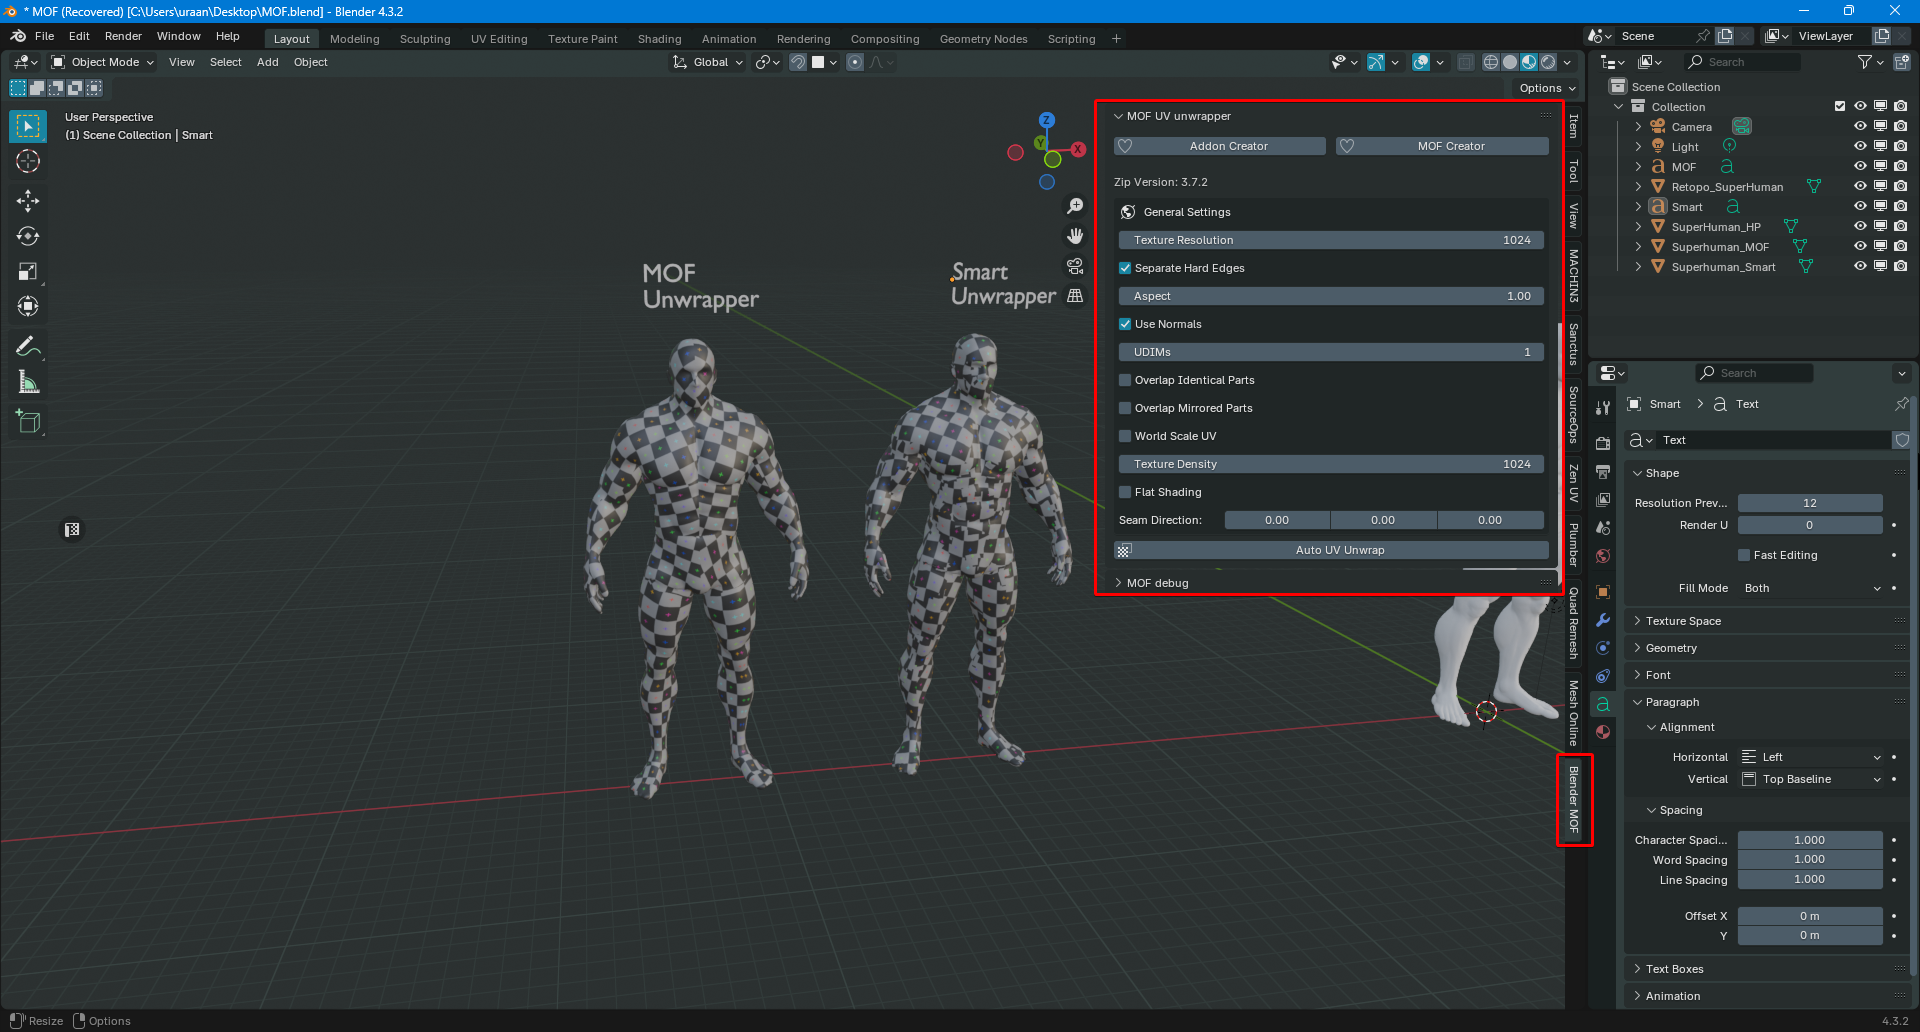 * MOF (Recovered) [C:\Users\uraan\Desktop\MOF.blend] - Blender 4.3.2
File Edit Render Window Help Layout Modeling Sculpting UV Editing Texture Paint Shading Animation Rendering Compositing Geometry Nodes Scripting + Scene ViewLayer
Object Mode View Select Add Object Global Search
Options
User Perspective
(1) Scene Collection | Smart
Z
Y
X
MOF
Unwrapper
Smart
Unwrapper
MOF UV unwrapper
Addon Creator MOF Creator
Zip Version: 3.7.2
General Settings
Texture Resolution 1024
Separate Hard Edges
Aspect 1.00
Use Normals
UDIMs 1
Overlap Identical Parts
Overlap Mirrored Parts
World Scale UV
Texture Density 1024
Flat Shading
Seam Direction: 0.00 0.00 0.00
Auto UV Unwrap
MOF debug
Item
Tool
View
MACHIN3
Sanctus
SourceOps
Zen UV
Plumber
Quad Remesh
Mesh Online
Blender MOF
Scene Collection
Collection
Camera
Light
MOF
Retopo_SuperHuman
Smart
SuperHuman_HP
Superhuman_MOF
Superhuman_Smart
Search
Smart > Text
Text
Shape
Resolution Prev... 12
Render U 0
Fast Editing
Fill Mode Both
Texture Space
Geometry
Font
Paragraph
Alignment
Horizontal Left
Vertical Top Baseline
Spacing
Character Spaci... 1.000
Word Spacing 1.000
Line Spacing 1.000
Offset X 0 m
Y 0 m
Text Boxes
Animation
Resize Options 4.3.2